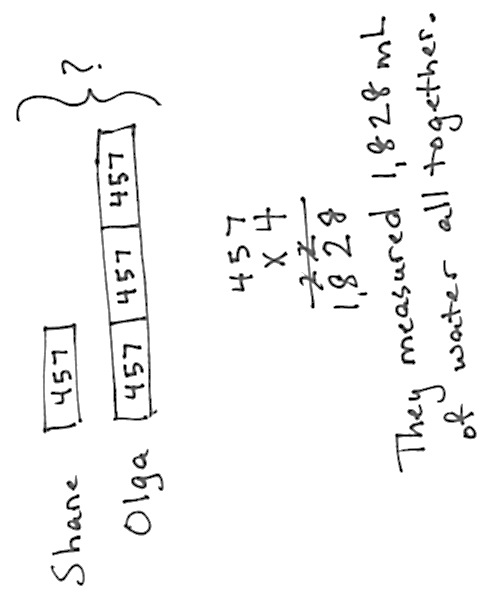 Shane 457
Olga 457 457 457 ?
457
x 4
2 2
1,828
They measured 1,828 mL
of water all together.